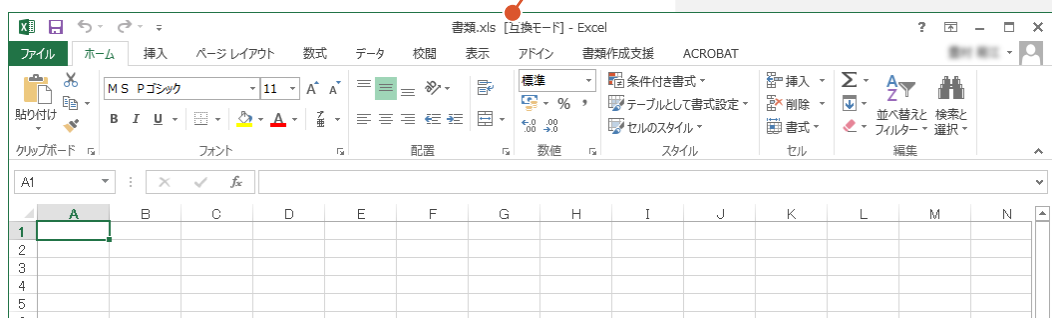 書類.xls [互換モード] - Excel ?
ファイル ホーム 挿入 ページ レイアウト 数式 データ 校閲 表示 アドイン 書類作成支援 ACROBAT
MS Pゴシック 11 A A 標準 条件付き書式 挿入 Σ A Z
貼り付け % , テーブルとして書式設定 削除 並べ替えと 検索と
B I U A 亜 .0 .00 .00 .0 セルのスタイル 書式 フィルター 選択
クリップボード フォント 配置 数値 スタイル セル 編集
A1 fx
A B C D E F G H I J K L M N
1
2
3
4
5